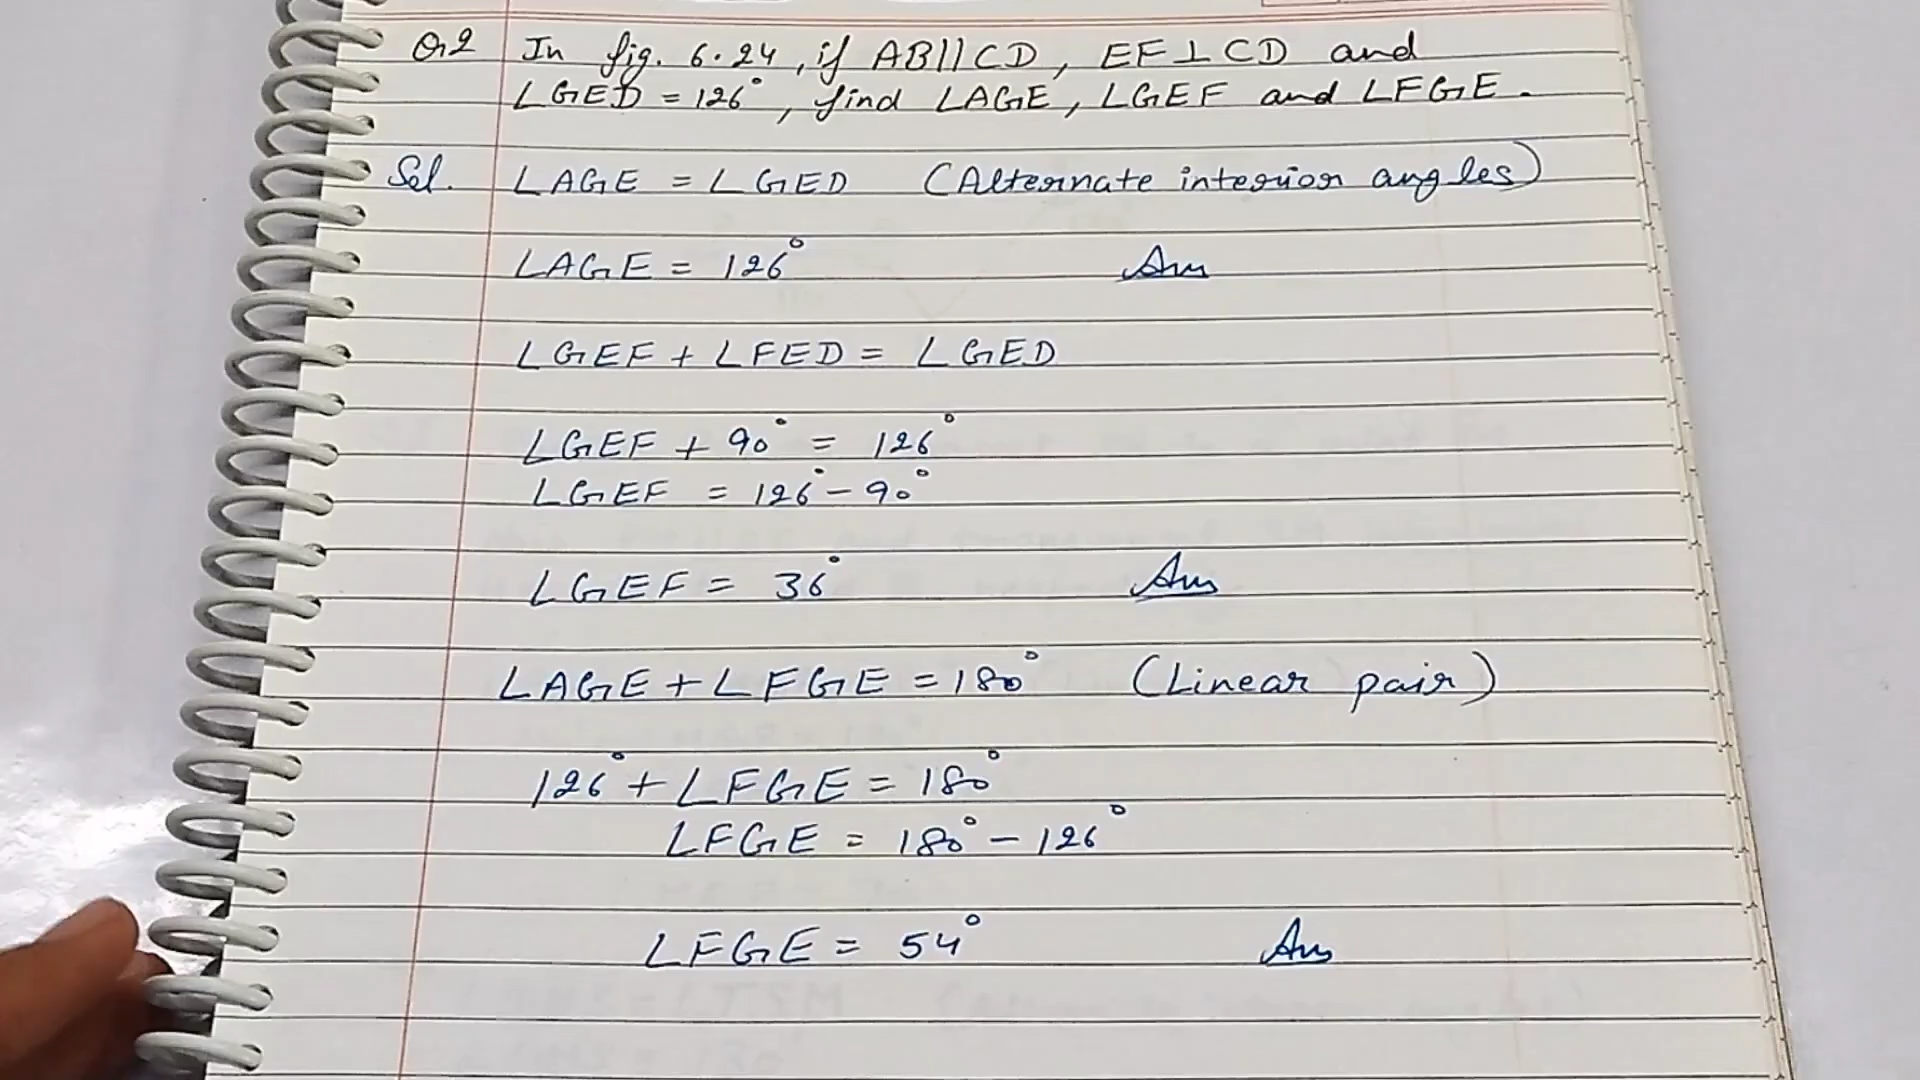 Q.2 In fig. 6.24, if AB||CD, EF⊥CD and
∠GED = 126°, find ∠AGE, ∠GEF and ∠FGE.
Sol. ∠AGE = ∠GED (Alternate interior angles)
∠AGE = 126° Ans
∠GEF + ∠FED = ∠GED
∠GEF + 90° = 126°
∠GEF = 126° - 90°
∠GEF = 36° Ans
∠AGE + ∠FGE = 180° (Linear pair)
126° + ∠FGE = 180°
∠FGE = 180° - 126°
∠FGE = 54° Ans